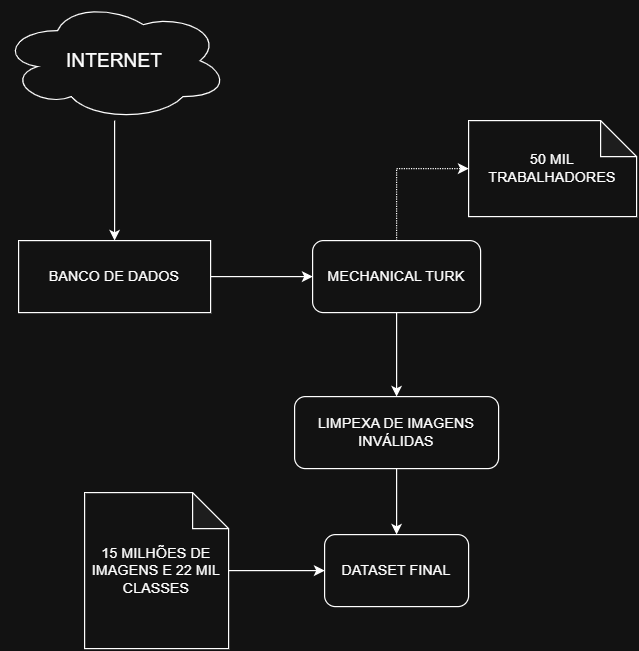 INTERNET
50 MIL
TRABALHADORES
BANCO DE DADOS
MECHANICAL TURK
LIMPEXA DE IMAGENS
INVÁLIDAS
15 MILHÕES DE
IMAGENS E 22 MIL
CLASSES
DATASET FINAL